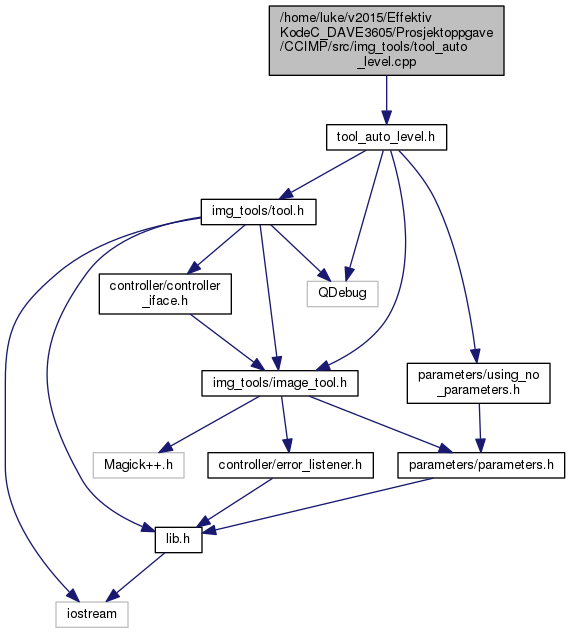 /home/luke/v2015/Effektiv
KodeC_DAVE3605/Prosjektoppgave
/CCIMP/src/img_tools/tool_auto
_level.cpp
tool_auto_level.h
img_tools/tool.h
controller/controller
_iface.h
QDebug
img_tools/image_tool.h
parameters/using_no
_parameters.h
Magick++.h
controller/error_listener.h
parameters/parameters.h
lib.h
iostream